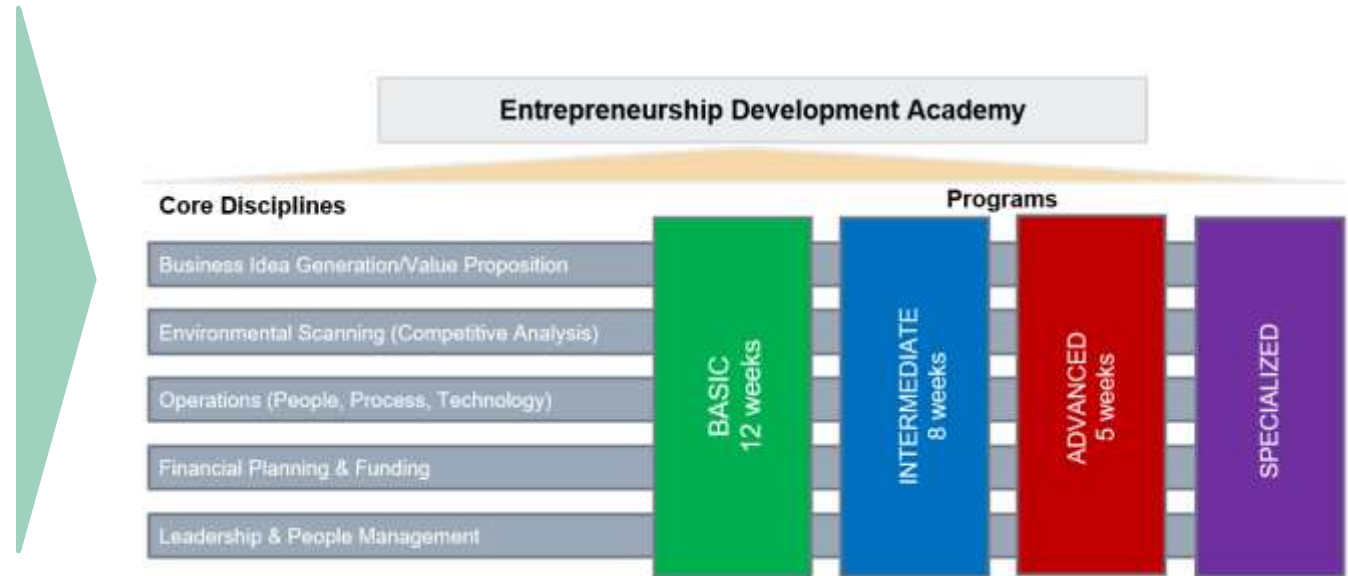 Entrepreneurship Development Academy
Core Disciplines
Programs
Business Idea Generation/Value Proposition
Environmental Scanning (Competitive Analysis)
Operations (People, Process, Technology)
Financial Planning & Funding
Leadership & People Management
BASIC
12 weeks
INTERMEDIATE
8 weeks
ADVANCED
5 weeks
SPECIALIZED